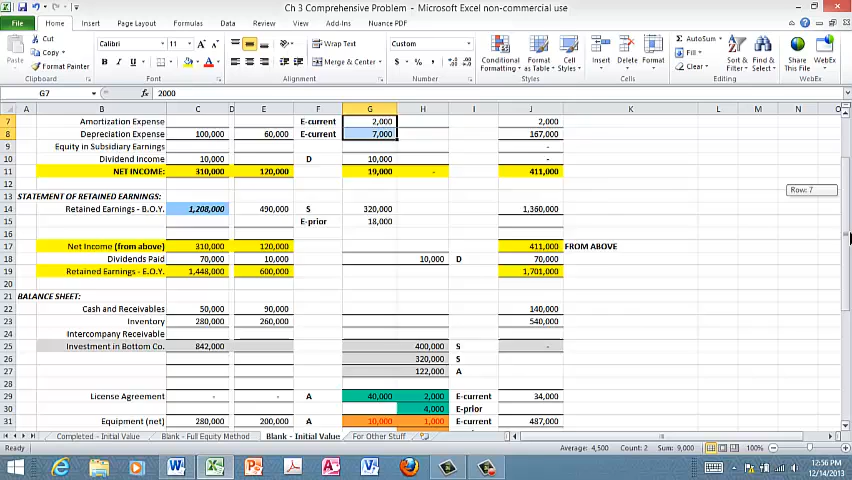 Ch 3 Comprehensive Problem - Microsoft Excel non-commercial use
File Home Insert Page Layout Formulas Data Review View Add-Ins Nuance PDF
Cut
Copy
Format Painter
Paste
Clipboard
Calibri 11
B I U
Font
Wrap Text
Merge & Center
Alignment
Custom
$ % ,
Number
Conditional Formatting
Format as Table
Cell Styles
Styles
Insert Delete Format
Cells
AutoSum
Fill
Clear
Sort & Filter
Find & Select
Editing
Share This File
WebEx
WebEx
G7 fx 2000
A B C D E F G H I J K L M N O
7 Amortization Expense E-current 2,000 2,000
8 Depreciation Expense 100,000 60,000 E-current 7,000 167,000
9 Equity in Subsidiary Earnings -
10 Dividend Income 10,000 D 10,000 -
11 NET INCOME: 310,000 120,000 19,000 - 411,000
12
13 STATEMENT OF RETAINED EARNINGS:
Row: 7
14 Retained Earnings - B.O.Y. 1,208,000 490,000 S 320,000 1,360,000
15 E-prior 18,000
16
17 Net Income (from above) 310,000 120,000 411,000 FROM ABOVE
18 Dividends Paid 70,000 10,000 10,000 D 70,000
19 Retained Earnings - E.O.Y. 1,448,000 600,000 1,701,000
20
21 BALANCE SHEET:
22 Cash and Receivables 50,000 90,000 140,000
23 Inventory 280,000 260,000 540,000
24 Intercompany Receivable
25 Investment in Bottom Co. 842,000 400,000 S -
26 320,000 S
27 122,000 A
28
29 License Agreement - - A 40,000 2,000 E-current 34,000
30 4,000 E-prior
31 Equipment (net) 280,000 200,000 A 10,000 1,000 E-current 487,000
Completed - Initial Value Blank - Full Equity Method Blank - Initial Value For Other Stuff
Ready Average: 4,500 Count: 2 Sum: 9,000 100%
12:56 PM
12/14/2013